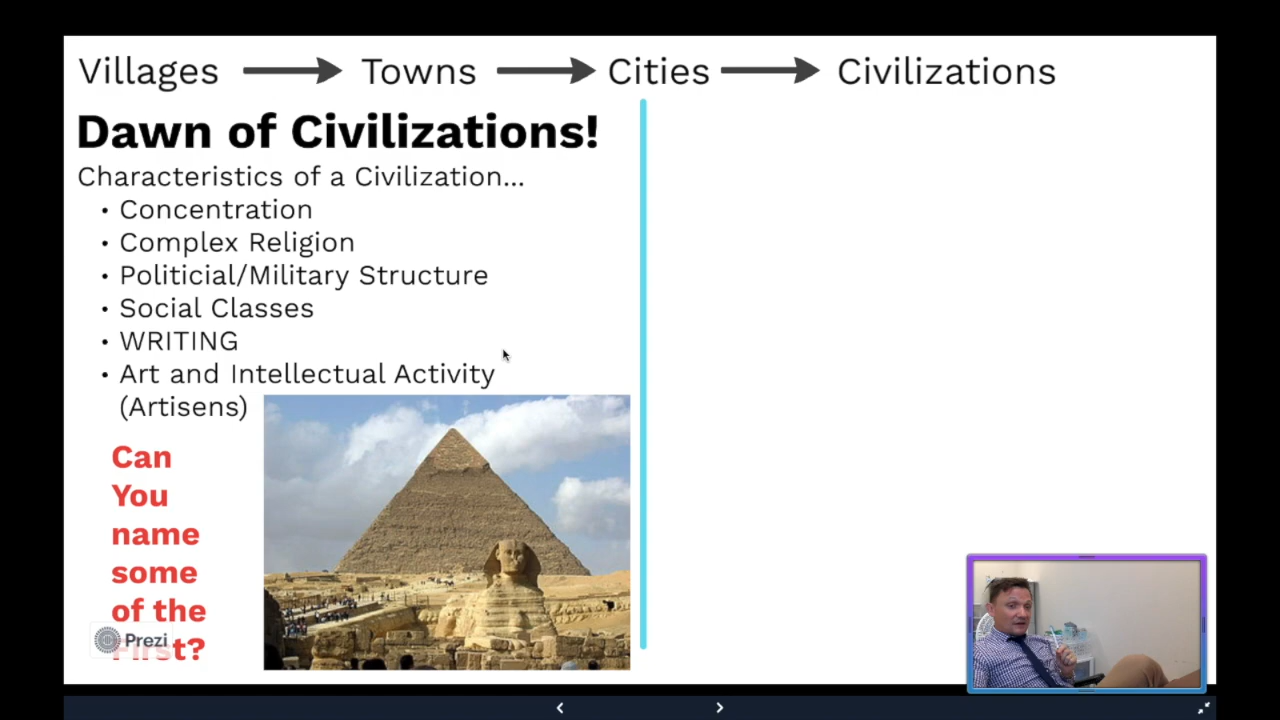 Villages Towns Cities Civilizations
Dawn of Civilizations!
Characteristics of a Civilization...
• Concentration
• Complex Religion
• Politicial/Military Structure
• Social Classes
• WRITING
• Art and Intellectual Activity
(Artisens)
Can
You
name
some
of the
First?
Prezi